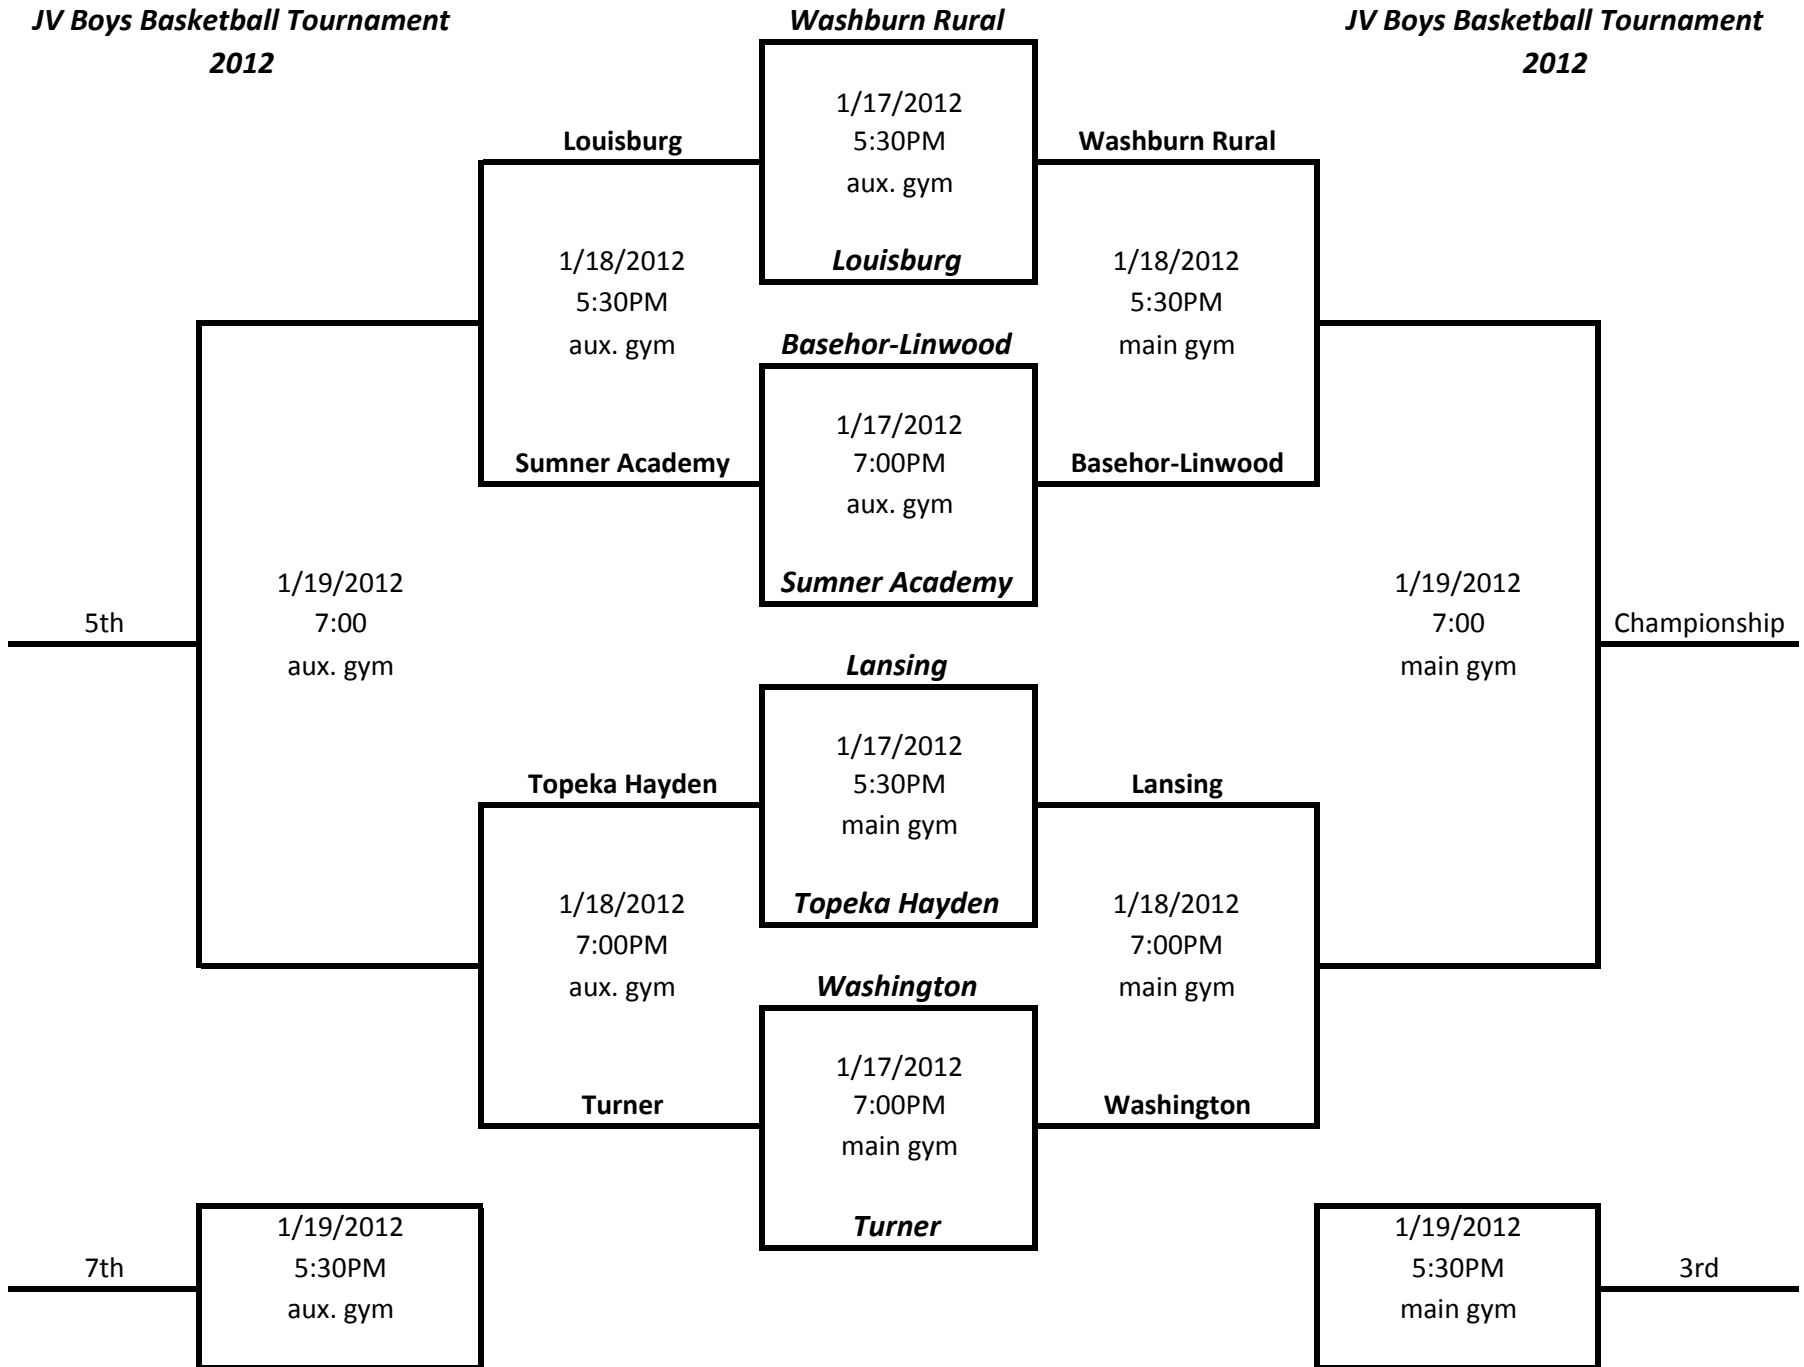 JV Boys Basketball Tournament
2012
Washburn Rural
JV Boys Basketball Tournament
2012
1/17/2012
5:30PM
aux. gym
Louisburg
Washburn Rural
Louisburg
1/18/2012
5:30PM
aux. gym
1/18/2012
5:30PM
main gym
Basehor-Linwood
1/17/2012
7:00PM
aux. gym
Sumner Academy
Basehor-Linwood
Sumner Academy
1/19/2012
7:00
aux. gym
5th
1/19/2012
7:00
main gym
Championship
Lansing
1/17/2012
5:30PM
main gym
Topeka Hayden
Lansing
Topeka Hayden
1/18/2012
7:00PM
aux. gym
1/18/2012
7:00PM
main gym
Washington
1/17/2012
7:00PM
main gym
Turner
Washington
Turner
1/19/2012
5:30PM
aux. gym
7th
1/19/2012
5:30PM
main gym
3rd